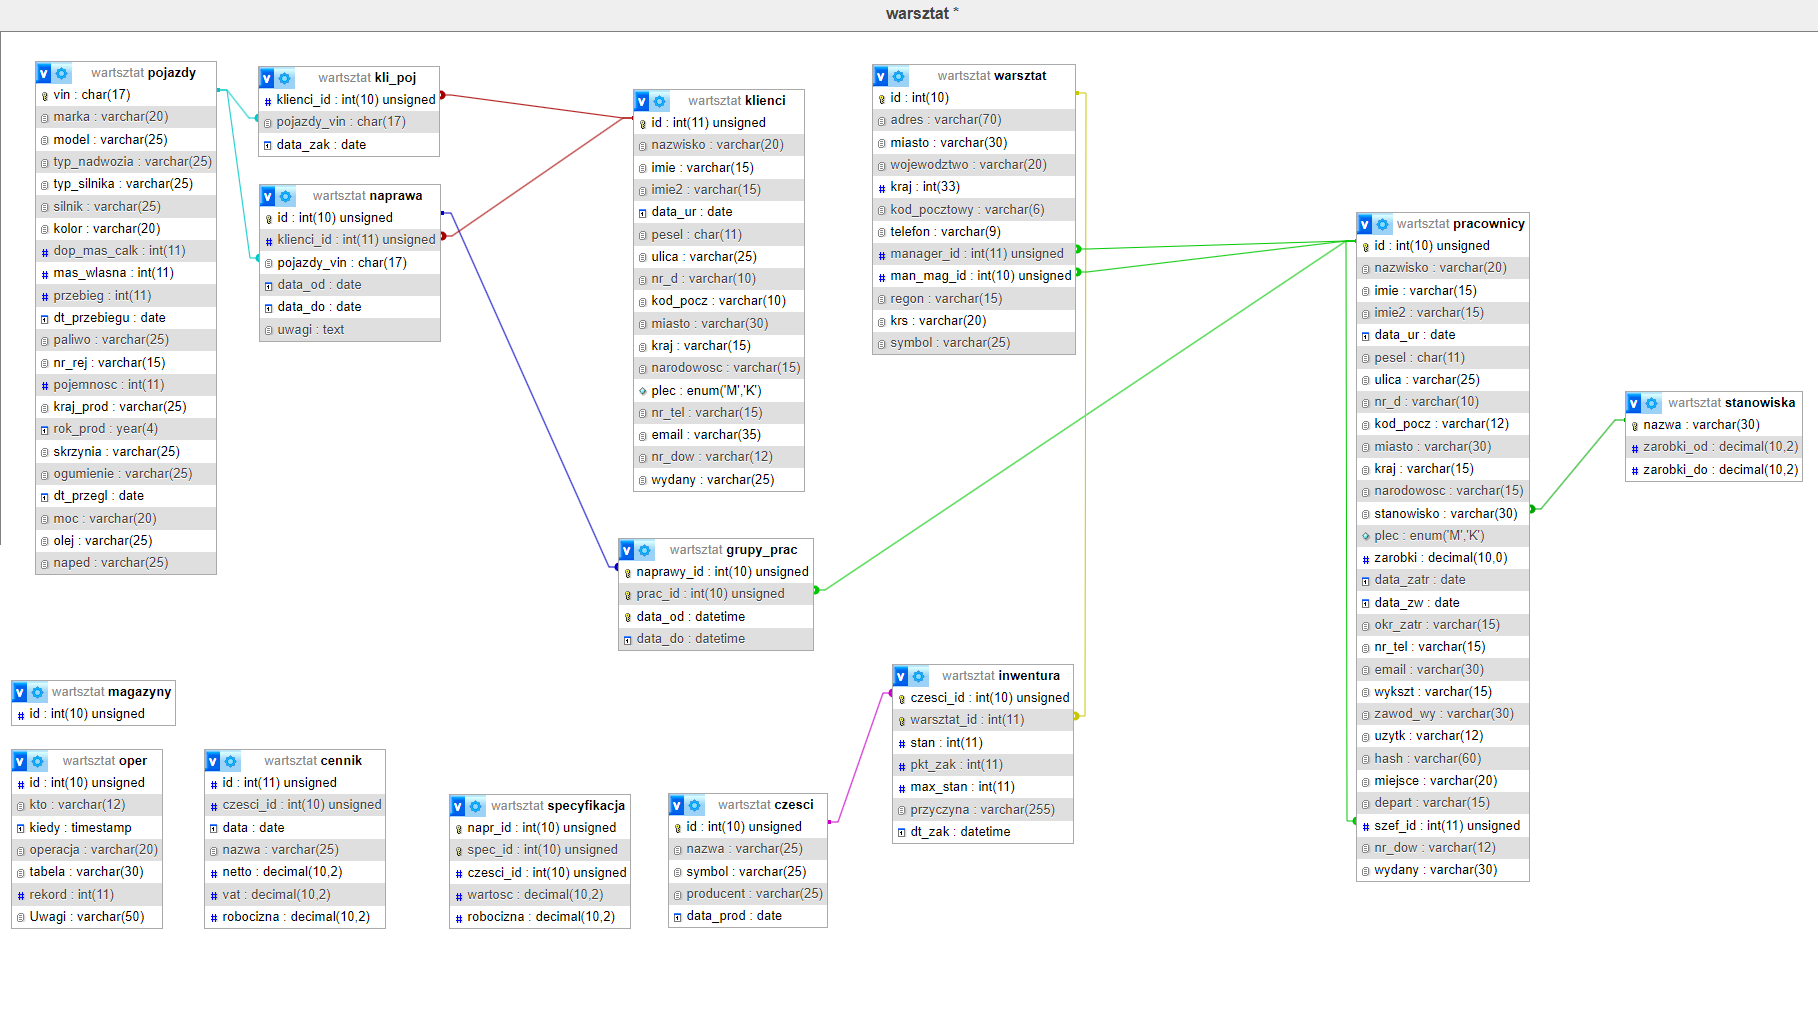 warsztat *
wartsztat pojazdy
vin : char(17)
marka : varchar(20)
model : varchar(25)
typ_nadwozia : varchar(25)
typ_silnika : varchar(25)
silnik : varchar(25)
kolor : varchar(20)
dop_mas_calk : int(11)
mas_wlasna : int(11)
przebieg : int(11)
dt_przebiegu : date
paliwo : varchar(25)
nr_rej : varchar(15)
pojemnosc : int(11)
kraj_prod : varchar(25)
rok_prod : year(4)
skrzynia : varchar(25)
ogumienie : varchar(25)
dt_przegl : date
moc : varchar(20)
olej : varchar(25)
naped : varchar(25)
wartsztat kli_poj
klienci_id : int(10) unsigned
pojazdy_vin : char(17)
data_zak : date
wartsztat naprawa
id : int(10) unsigned
klienci_id : int(11) unsigned
pojazdy_vin : char(17)
data_od : date
data_do : date
uwagi : text
wartsztat klienci
id : int(11) unsigned
nazwisko : varchar(20)
imie : varchar(15)
imie2 : varchar(15)
data_ur : date
pesel : char(11)
ulica : varchar(25)
nr_d : varchar(10)
kod_pocz : varchar(10)
miasto : varchar(30)
kraj : varchar(15)
narodowosc : varchar(15)
plec : enum('M','K')
nr_tel : varchar(15)
email : varchar(35)
nr_dow : varchar(12)
wydany : varchar(25)
wartsztat warsztat
id : int(10)
adres : varchar(70)
miasto : varchar(30)
wojewodztwo : varchar(20)
kraj : int(33)
kod_pocztowy : varchar(6)
telefon : varchar(9)
manager_id : int(11) unsigned
man_mag_id : int(10) unsigned
regon : varchar(15)
krs : varchar(20)
symbol : varchar(25)
wartsztat pracownicy
id : int(10) unsigned
nazwisko : varchar(20)
imie : varchar(15)
imie2 : varchar(15)
data_ur : date
pesel : char(11)
ulica : varchar(25)
nr_d : varchar(10)
kod_pocz : varchar(12)
miasto : varchar(30)
kraj : varchar(15)
narodowosc : varchar(15)
stanowisko : varchar(30)
plec : enum('M','K')
zarobki : decimal(10,0)
data_zatr : date
data_zw : date
okr_zatr : varchar(15)
nr_tel : varchar(15)
email : varchar(30)
wykszt : varchar(15)
zawod_wy : varchar(30)
uzytk : varchar(12)
hash : varchar(60)
miejsce : varchar(20)
depart : varchar(15)
szef_id : int(11) unsigned
nr_dow : varchar(12)
wydany : varchar(30)
wartsztat stanowiska
nazwa : varchar(30)
zarobki_od : decimal(10,2)
zarobki_do : decimal(10,2)
wartsztat grupy_prac
naprawy_id : int(10) unsigned
prac_id : int(10) unsigned
data_od : datetime
data_do : datetime
wartsztat magazyny
id : int(10) unsigned
wartsztat oper
id : int(10) unsigned
kto : varchar(12)
kiedy : timestamp
operacja : varchar(20)
tabela : varchar(30)
rekord : int(11)
Uwagi : varchar(50)
wartsztat cennik
id : int(11) unsigned
czesci_id : int(10) unsigned
data : date
nazwa : varchar(25)
netto : decimal(10,2)
vat : decimal(10,2)
robocizna : decimal(10,2)
wartsztat specyfikacja
napr_id : int(10) unsigned
spec_id : int(10) unsigned
czesci_id : int(10) unsigned
wartosc : decimal(10,2)
robocizna : decimal(10,2)
wartsztat czesci
id : int(10) unsigned
nazwa : varchar(25)
symbol : varchar(25)
producent : varchar(25)
data_prod : date
wartsztat inwentura
czesci_id : int(10) unsigned
warsztat_id : int(11)
stan : int(11)
pkt_zak : int(11)
max_stan : int(11)
przyczyna : varchar(255)
dt_zak : datetime